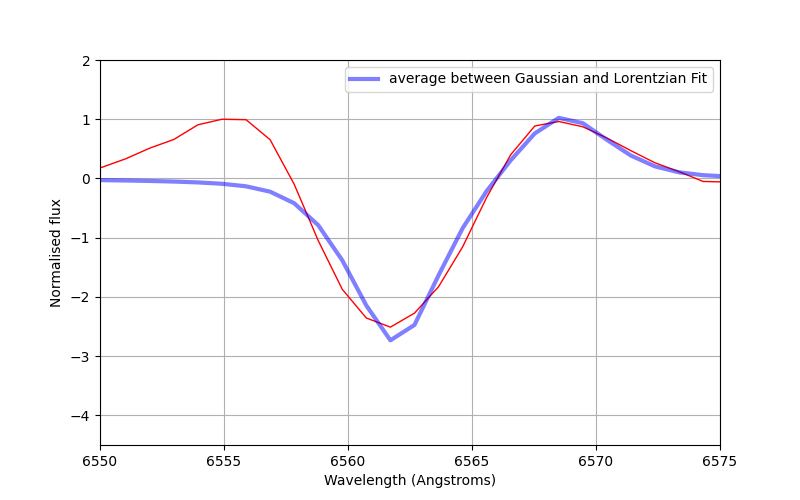 average between Gaussian and Lorentzian Fit
2
1
0
−1
−2
−3
−4
Normalised flux
6550 6555 6560 6565 6570 6575
Wavelength (Angstroms)